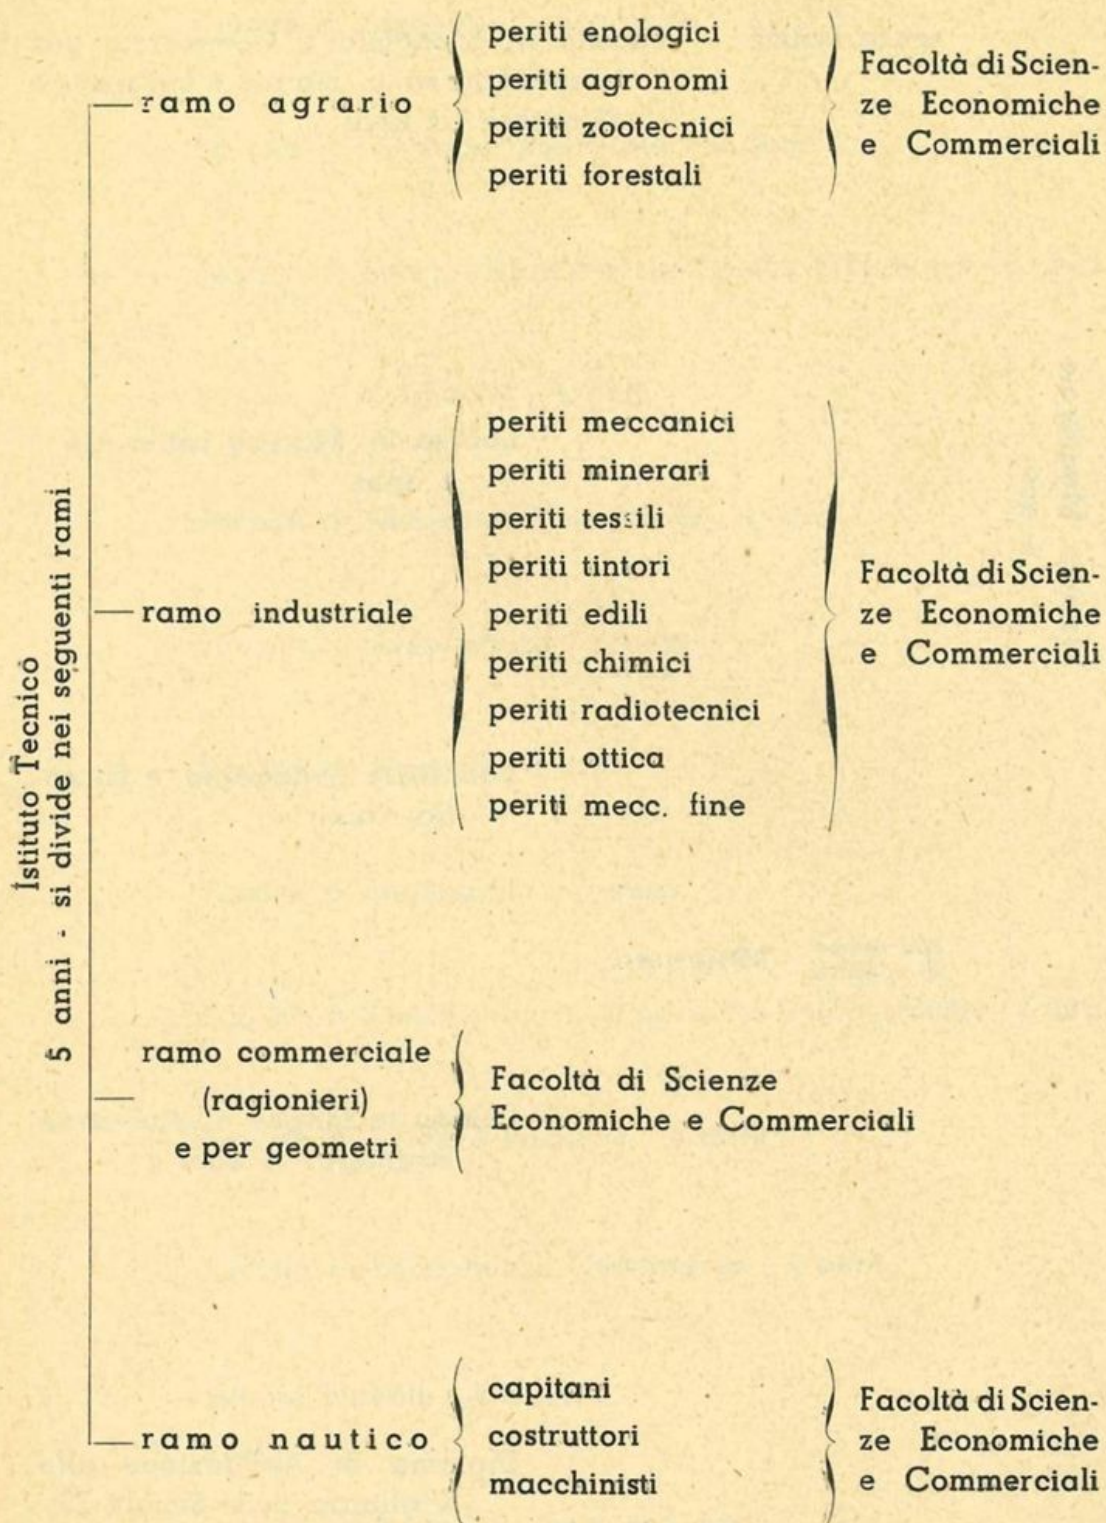 Istituto Tecnico
5 anni - si divide nei seguenti rami
ramo agrario
periti enologici
periti agronomi
periti zootecnici
periti forestali
Facoltà di Scien-
ze Economiche
e Commerciali
ramo industriale
periti meccanici
periti minerari
periti tessili
periti tintori
periti edili
periti chimici
periti radiotecnici
periti ottica
periti mecc. fine
Facoltà di Scien-
ze Economiche
e Commerciali
ramo commerciale
(ragionieri)
e per geometri
Facoltà di Scienze
Economiche e Commerciali
ramo nautico
capitani
costruttori
macchinisti
Facoltà di Scien-
ze Economiche
e Commerciali